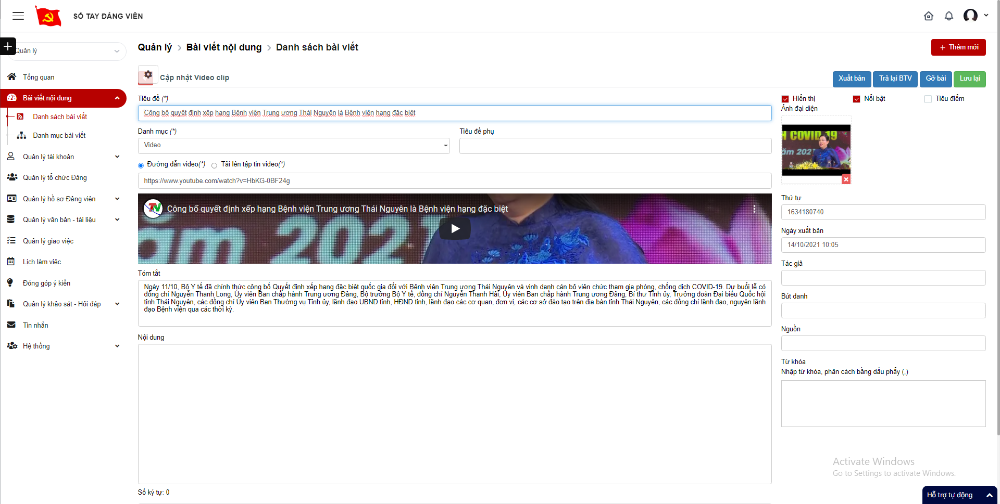 SỔ TAY ĐẢNG VIÊN
Quản lý
Tổng quan
Bài viết nội dung
Danh sách bài viết
Danh mục bài viết
Quản lý tài khoản
Quản lý tổ chức Đảng
Quản lý hồ sơ Đảng viên
Quản lý văn bản - tài liệu
Quản lý giao việc
Lịch làm việc
Đóng góp ý kiến
Quản lý khảo sát - Hỏi đáp
Tin nhắn
Hệ thống
Quản lý > Bài viết nội dung > Danh sách bài viết
+ Thêm mới
Cập nhật Video clip
Xuất bản Trả lại BTV Gỡ bài Lưu lại
Tiêu đề (*)
Công bố quyết định xếp hạng Bệnh viện Trung ương Thái Nguyên là Bệnh viện hạng đặc biệt
Danh mục (*)
Video
Tiêu đề phụ
Đường dẫn video(*) Tải lên tập tin video(*)
https://www.youtube.com/watch?v=HbKG-0BF24g
TN
Công bố quyết định xếp hạng Bệnh viện Trung ương Thái Nguyên là Bệnh viện hạng đặc biệt
năm 2021
Tóm tắt
Ngày 11/10, Bộ Y tế đã chính thức công bố Quyết định xếp hạng đặc biệt quốc gia đối với Bệnh viện Trung ương Thái Nguyên và vinh danh cán bộ viên chức tham gia phòng, chống dịch COVID-19. Dự buổi lễ có
đồng chí Nguyễn Thanh Long, Ủy viên Ban chấp hành Trung ương Đảng, Bộ trưởng Bộ Y tế, đồng chí Nguyễn Thanh Hải, Ủy viên Ban chấp hành Trung ương Đảng, Bí thư Tỉnh ủy, Trưởng đoàn Đại biểu Quốc hội
tỉnh Thái Nguyên, các đồng chí Ủy viên Ban Thường vụ Tỉnh ủy, lãnh đạo UBND tỉnh, HĐND tỉnh, lãnh đạo các cơ quan, đơn vị, các cơ sở đào tạo trên địa bàn tỉnh Thái Nguyên, các đồng chí lãnh đạo, nguyên lãnh
đạo Bệnh viện qua các thời kỳ.
Nội dung
Số ký tự: 0
Hiển thị Nổi bật Tiêu điểm
Ảnh đại diện
H COVID 19
ăm 2021
Thứ tự
1634180740
Ngày xuất bản
14/10/2021 10:05
Tác giả
Bút danh
Nguồn
Từ khóa
Nhập từ khóa, phân cách bằng dấu phẩy (,)
Activate Windows
Go to Settings to activate Windows.
Hỗ trợ tự động